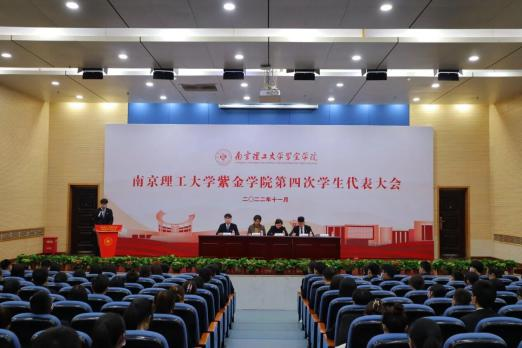 南京理工大学紫金学院
南京理工大学紫金学院第四次学生代表大会
二〇二二年十一月